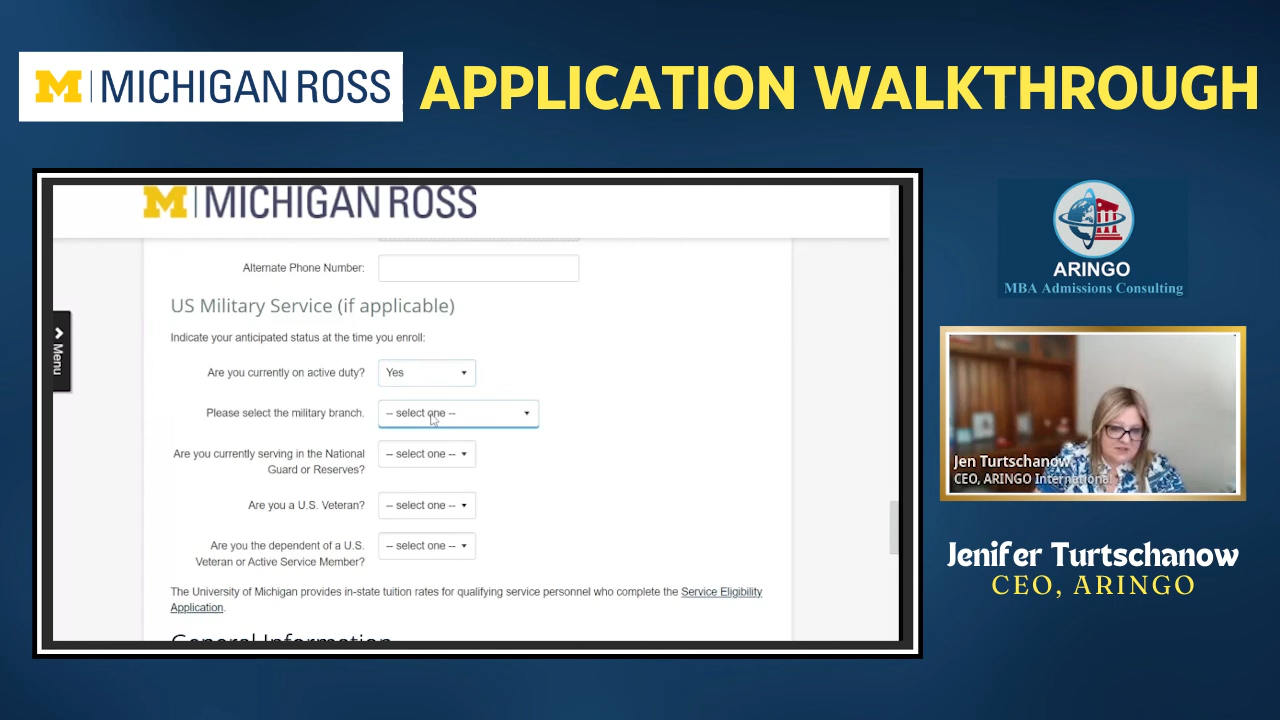 M | MICHIGAN ROSS
APPLICATION WALKTHROUGH
M | MICHIGAN ROSS
Alternate Phone Number:
US Military Service (if applicable)
Indicate your anticipated status at the time you enroll:
Are you currently on active duty? Yes
Please select the military branch. -- select one --
Are you currently serving in the National -- select one --
Guard or Reserves?
Are you a U.S. Veteran? -- select one --
Are you the dependent of a U.S. -- select one --
Veteran or Active Service Member?
The University of Michigan provides in-state tuition rates for qualifying service personnel who complete the Service Eligibility
Application.
General Information
Menu
ARINGO
MBA Admissions Consulting
Jen Turtschanow
CEO, ARINGO International
Jenifer Turtschanow
CEO, ARINGO